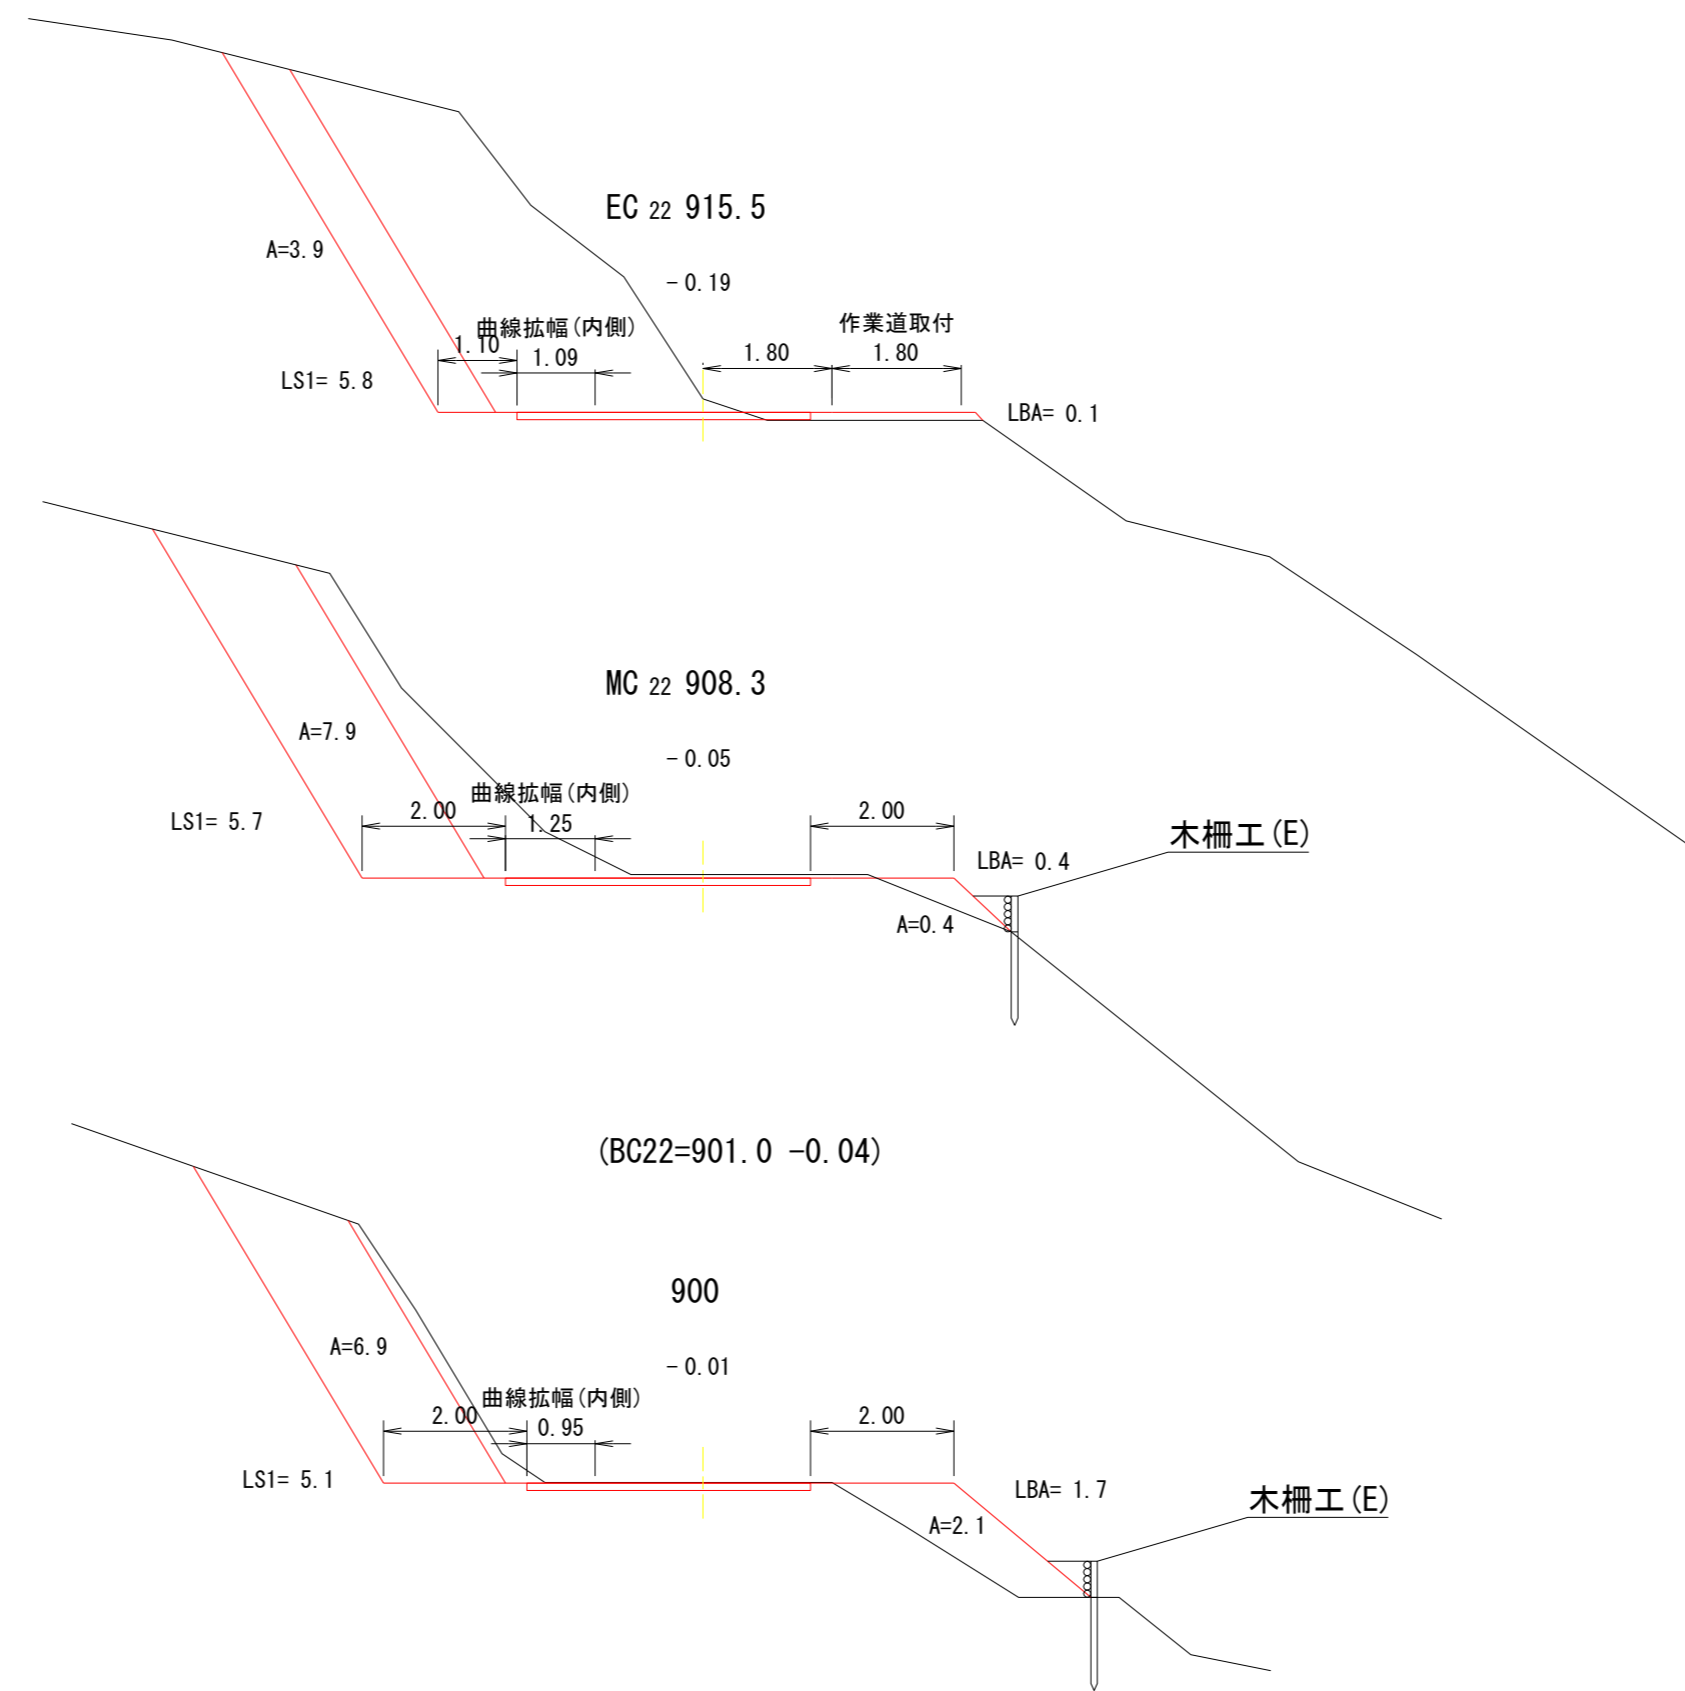 EC 22 915.5
A=3.9
-0.19
作業道取付
曲線拡幅(内側)
1.10
1.09
1.80
1.80
LS1= 5.8
LBA= 0.1
MC 22 908.3
A=7.9
-0.05
曲線拡幅(内側)
2.00
1.25
2.00
LS1= 5.7
木柵工(E)
LBA= 0.4
A=0.4
(BC22=901.0 -0.04)
900
A=6.9
-0.01
曲線拡幅(内側)
2.00
0.95
2.00
LS1= 5.1
LBA= 1.7
木柵工(E)
A=2.1